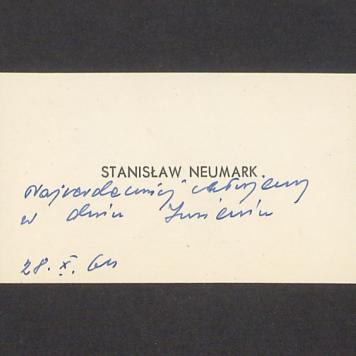 STANISŁAW NEUMARK
Najserdeczniej
w dniu Imienin
28. X. 64